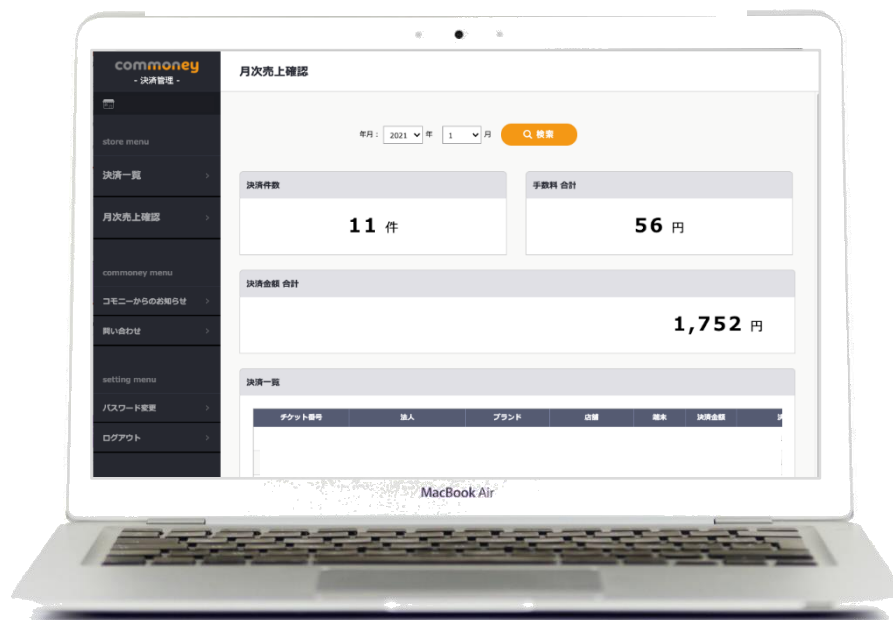 commoney
- 決済管理 -
store menu
決済一覧
月次売上確認
commoney menu
コモニーからのお知らせ
問い合わせ
setting menu
パスワード変更
ログアウト
月次売上確認
年月： 2021 年 1 月 検索
決済件数
11 件
手数料 合計
56 円
決済金額 合計
1,752 円
決済一覧
チケット番号 法人 ブランド 店舗 端末 決済金額
MacBook Air